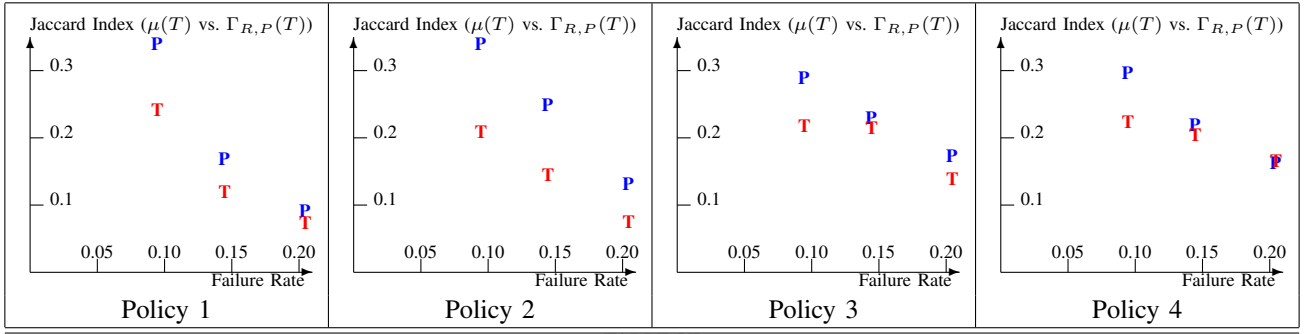 Jaccard Index (μ(T) vs. Γ_{R,P}(T))
0.3
0.2
0.1
P
T
P
T
P
T
0.05 0.10 0.15 0.20
Failure Rate
Policy 1
Jaccard Index (μ(T) vs. Γ_{R,P}(T))
0.3
0.2
0.1
P
T
P
T
P
T
0.05 0.10 0.15 0.20
Failure Rate
Policy 2
Jaccard Index (μ(T) vs. Γ_{R,P}(T))
0.3
0.2
0.1
P
T
P
T
P
T
0.05 0.10 0.15 0.20
Failure Rate
Policy 3
Jaccard Index (μ(T) vs. Γ_{R,P}(T))
0.3
0.2
0.1
P
T
P
T
P
T
0.05 0.10 0.15 0.20
Failure Rate
Policy 4